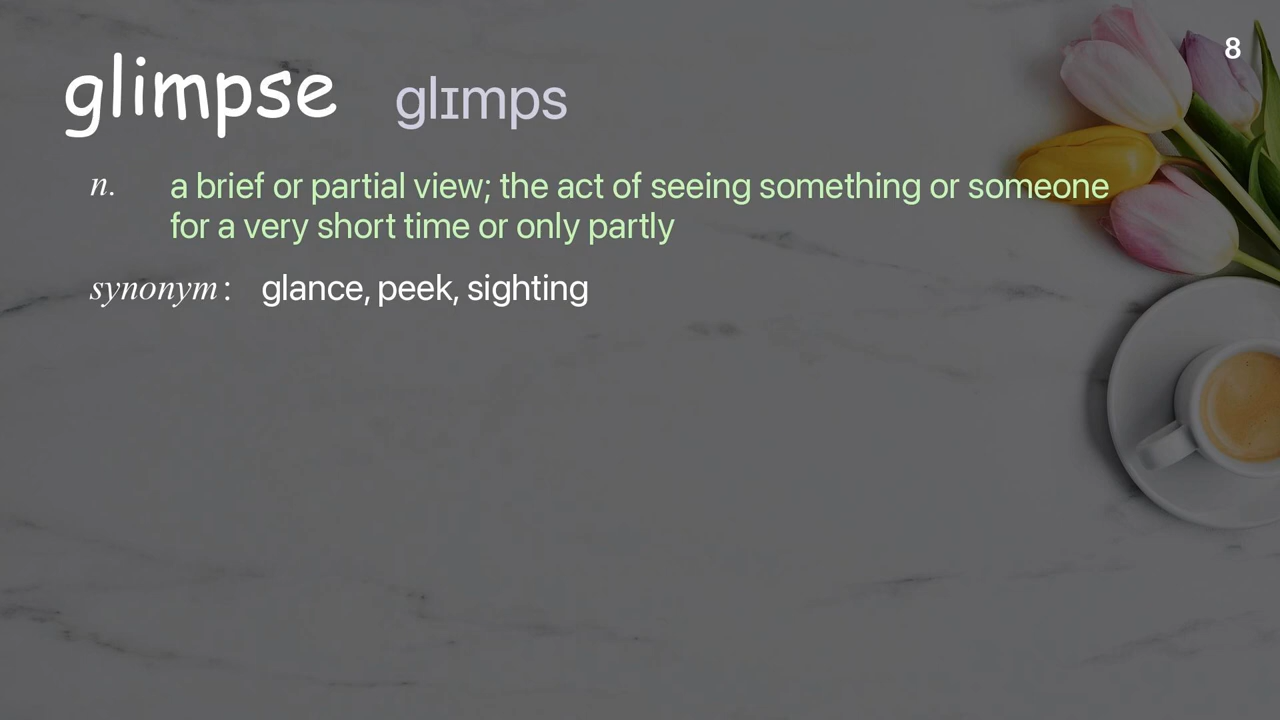 8
glimpse glɪmps
n. a brief or partial view; the act of seeing something or someone
for a very short time or only partly
synonym: glance, peek, sighting